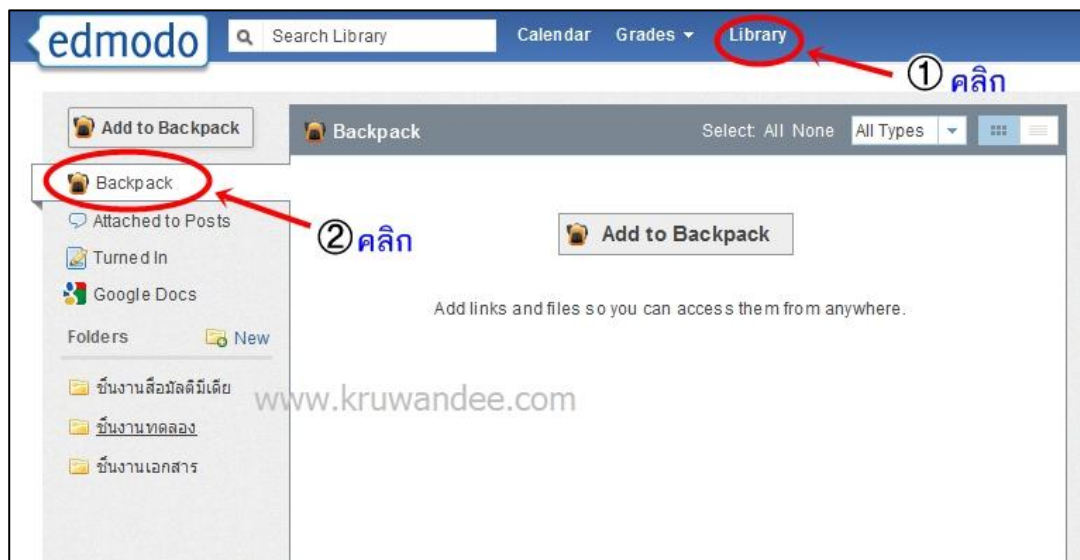 edmodo
Search Library
Calendar Grades Library
① คลิก
Add to Backpack
Backpack
Select: All None All Types
Backpack
Attached to Posts
Turned In
Google Docs
Folders New
ชิ้นงานสื่อมัลติมีเดีย
ชิ้นงานทดลอง
ชิ้นงานเอกสาร
② คลิก
Add to Backpack
Add links and files so you can access them from anywhere.
www.kruwandee.com